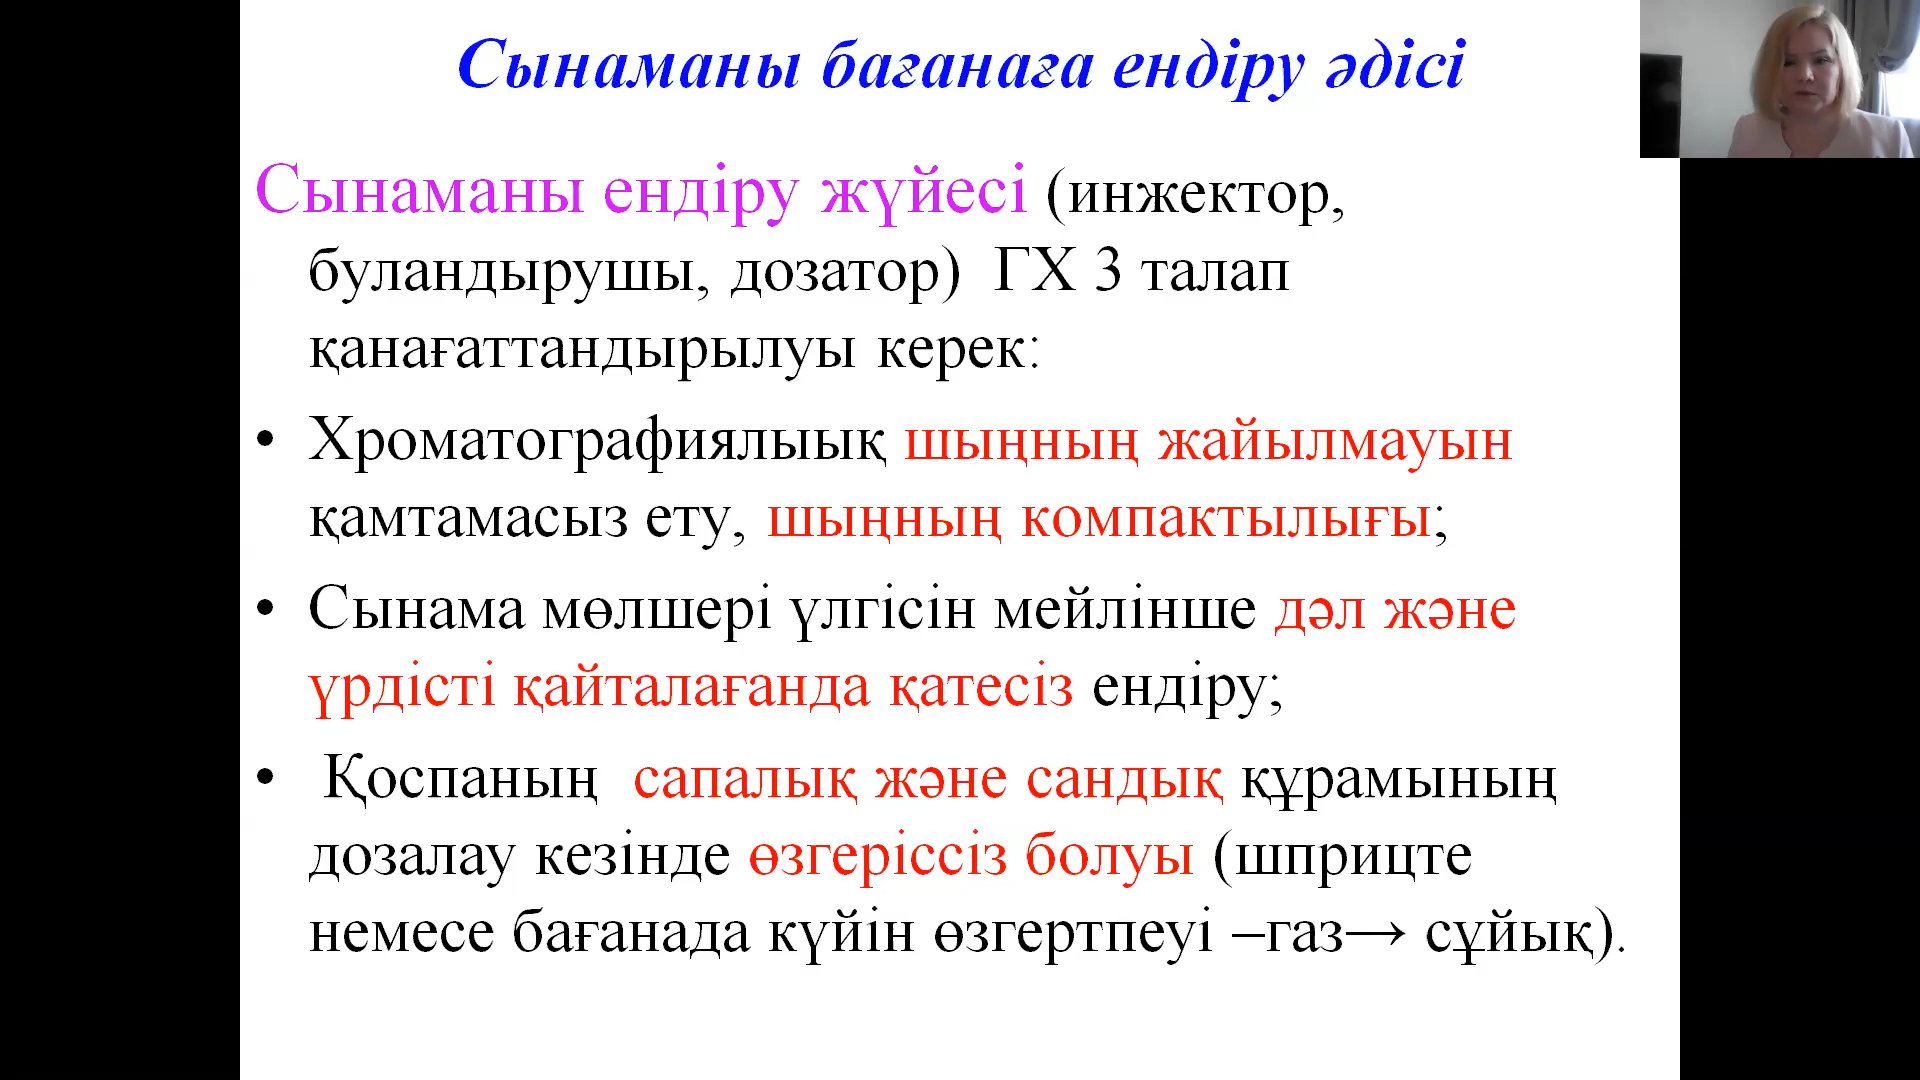 Сынаманы бағанаға ендіру әдісі
Сынаманы ендіру жүйесі (инжектор,
буландырушы, дозатор) ГХ 3 талап
қанағаттандырылуы керек:
• Хроматографиялыық шыңның жайылмауын
қамтамасыз ету, шыңның компактылығы;
• Сынама мөлшері үлгісін мейлінше дәл және
үрдісті қайталағанда қатесіз ендіру;
• Қоспаның сапалық және сандық құрамының
дозалау кезінде өзгеріссіз болуы (шприцте
немесе бағанада күйін өзгертпеуі –газ→ сұйық).